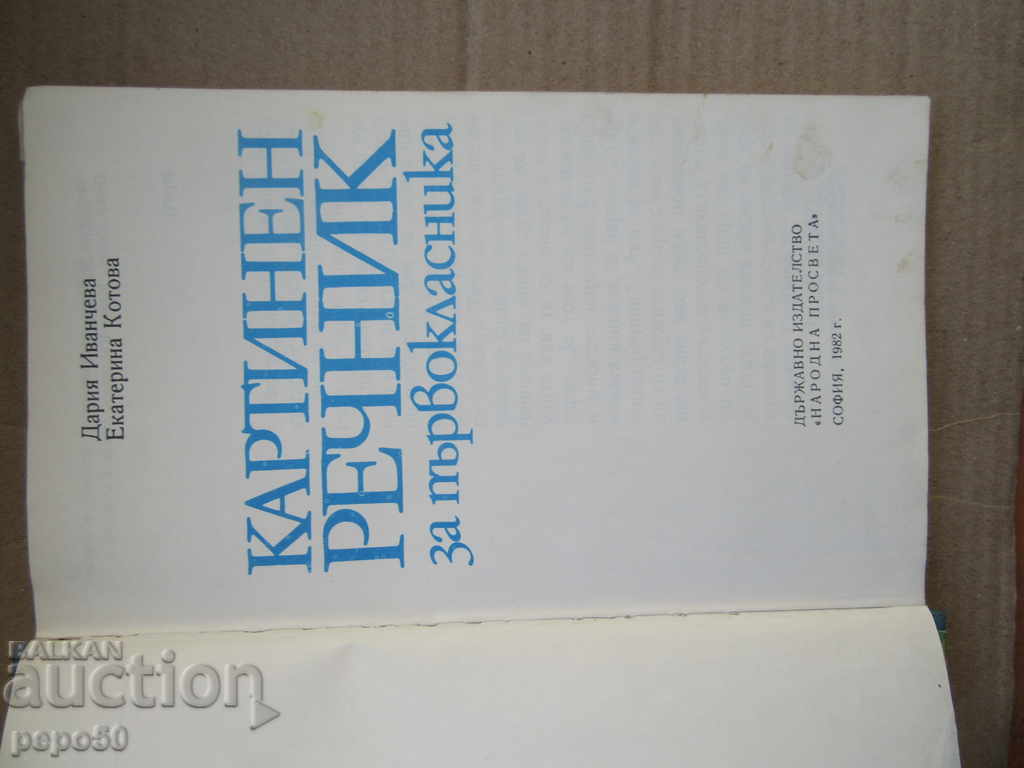 Дария Иванчева
Екатерина Котова
КАРТИНЕН
РЕЧНИК
за първокласника
ДЪРЖАВНО ИЗДАТЕЛСТВО
«НАРОДНА ПРОСВЕТА»
СОФИЯ, 1982 г.
BALKAN
auction
pepo50